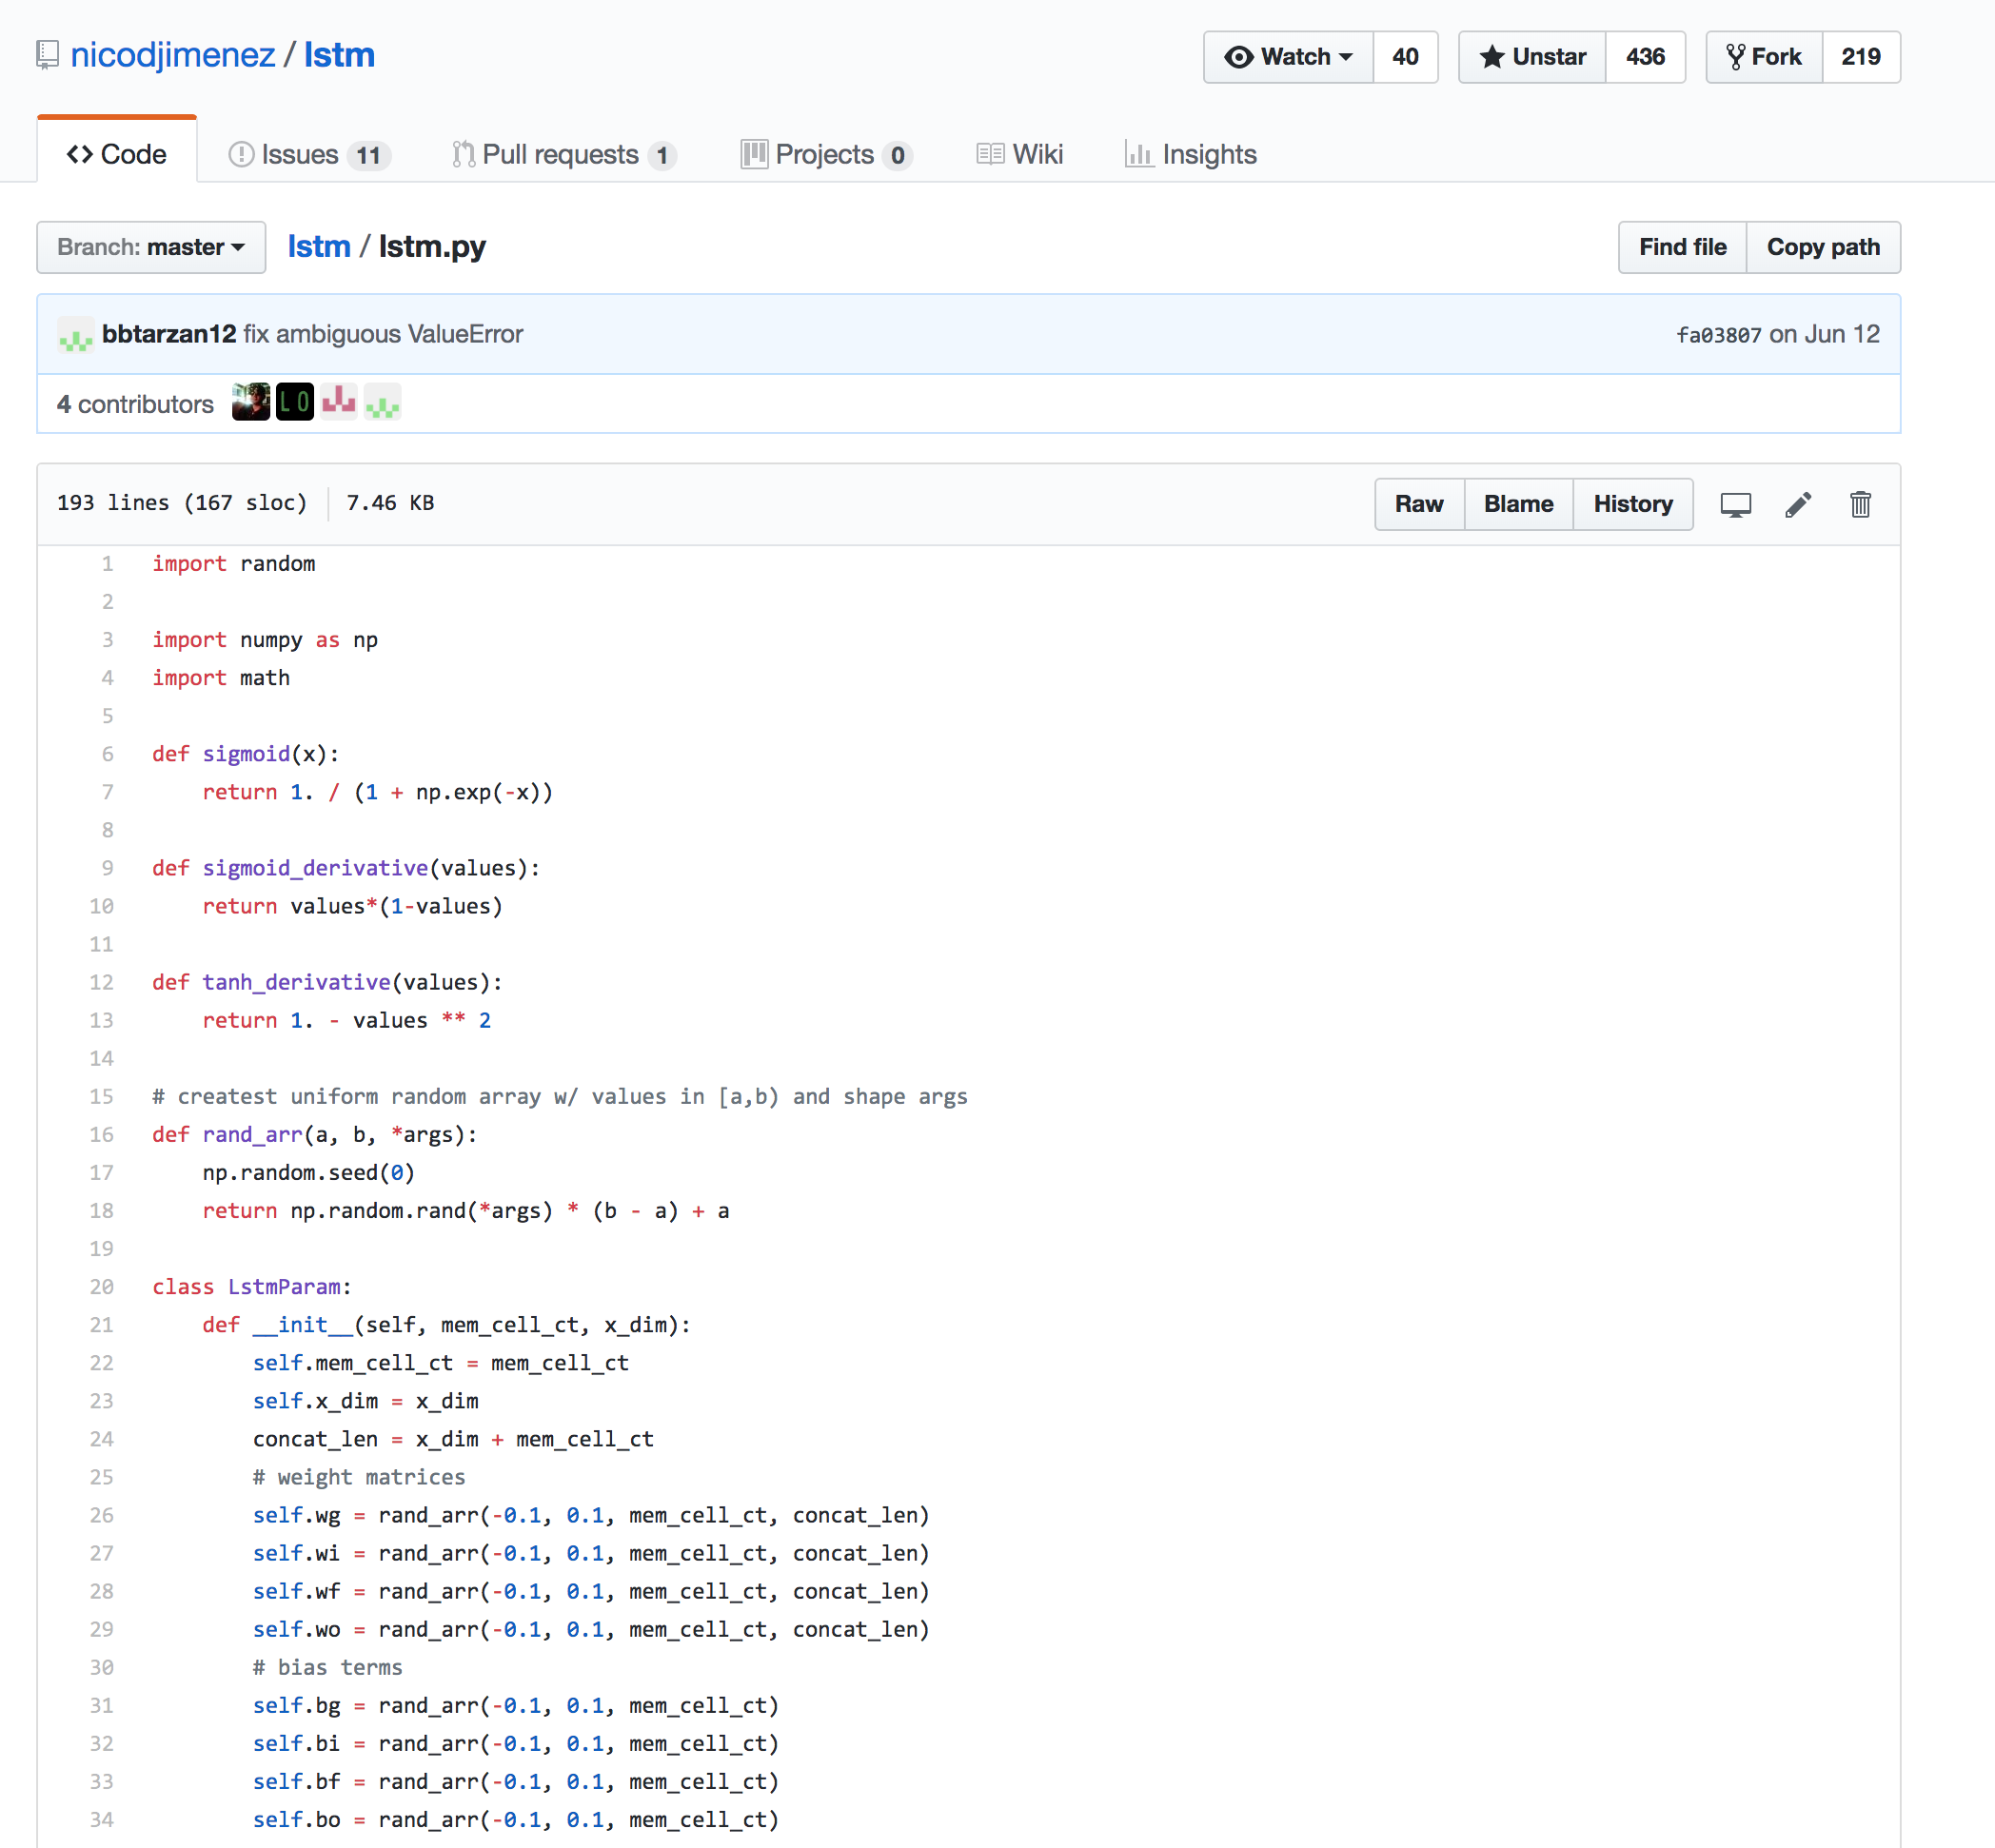 nicodjimenez / lstm
Watch 40 Unstar 436 Fork 219
Code Issues 11 Pull requests 1 Projects 0 Wiki Insights
Branch: master lstm / lstm.py Find file Copy path
bbtarzan12 fix ambiguous ValueError fa03807 on Jun 12
4 contributors LO
193 lines (167 sloc) 7.46 KB Raw Blame History
1 import random
2
3 import numpy as np
4 import math
5
6 def sigmoid(x):
7     return 1. / (1 + np.exp(-x))
8
9 def sigmoid_derivative(values):
10     return values*(1-values)
11
12 def tanh_derivative(values):
13     return 1. - values ** 2
14
15 # createst uniform random array w/ values in [a,b) and shape args
16 def rand_arr(a, b, *args):
17     np.random.seed(0)
18     return np.random.rand(*args) * (b - a) + a
19
20 class LstmParam:
21     def __init__(self, mem_cell_ct, x_dim):
22         self.mem_cell_ct = mem_cell_ct
23         self.x_dim = x_dim
24         concat_len = x_dim + mem_cell_ct
25         # weight matrices
26         self.wg = rand_arr(-0.1, 0.1, mem_cell_ct, concat_len)
27         self.wi = rand_arr(-0.1, 0.1, mem_cell_ct, concat_len)
28         self.wf = rand_arr(-0.1, 0.1, mem_cell_ct, concat_len)
29         self.wo = rand_arr(-0.1, 0.1, mem_cell_ct, concat_len)
30         # bias terms
31         self.bg = rand_arr(-0.1, 0.1, mem_cell_ct)
32         self.bi = rand_arr(-0.1, 0.1, mem_cell_ct)
33         self.bf = rand_arr(-0.1, 0.1, mem_cell_ct)
34         self.bo = rand_arr(-0.1, 0.1, mem_cell_ct)